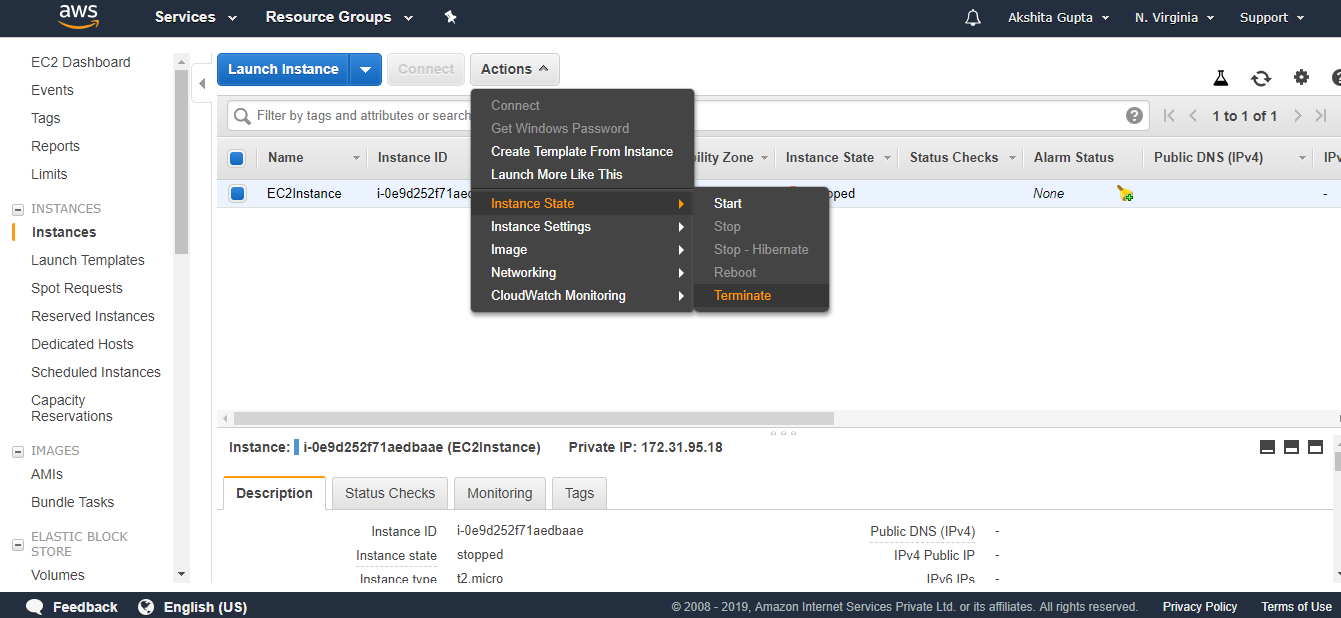 aws Services Resource Groups Akshita Gupta N. Virginia Support
EC2 Dashboard
Events
Tags
Reports
Limits
INSTANCES
Instances
Launch Templates
Spot Requests
Reserved Instances
Dedicated Hosts
Scheduled Instances
Capacity
Reservations
IMAGES
AMIs
Bundle Tasks
ELASTIC BLOCK
STORE
Volumes
Launch Instance Connect Actions
Filter by tags and attributes or search
1 to 1 of 1
Name Instance ID ility Zone Instance State Status Checks Alarm Status Public DNS (IPv4) IPv
EC2Instance i-0e9d252f71aed pped None -
Connect
Get Windows Password
Create Template From Instance
Launch More Like This
Instance State
Instance Settings
Image
Networking
CloudWatch Monitoring
Start
Stop
Stop - Hibernate
Reboot
Terminate
Instance: i-0e9d252f71aedbaae (EC2Instance) Private IP: 172.31.95.18
Description Status Checks Monitoring Tags
Instance ID i-0e9d252f71aedbaae Public DNS (IPv4) -
Instance state stopped IPv4 Public IP -
Instance type t2.micro IPv6 IPs -
Feedback English (US) © 2008 - 2019, Amazon Internet Services Private Ltd. or its affiliates. All rights reserved. Privacy Policy Terms of Use